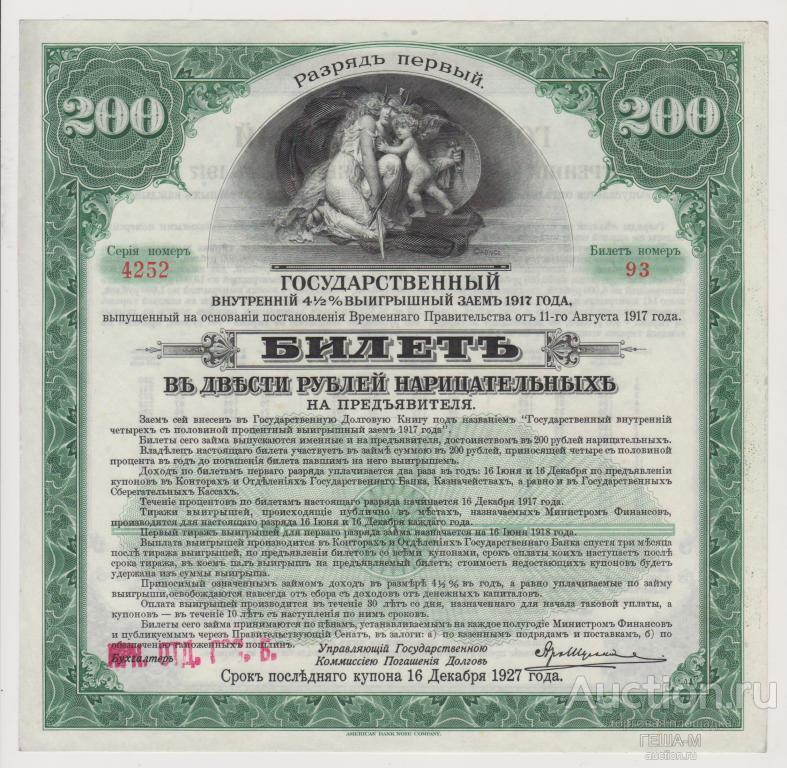 Разрядъ первый.
200
200
Серія номеръ
4252
Билетъ номеръ
93
ГОСУДАРСТВЕННЫЙ
ВНУТРЕННІЙ 4½% ВЫИГРЫШНЫЙ ЗАЕМЪ 1917 ГОДА,
выпущенный на основаніи постановленія Временнаго Правительства отъ 11-го Августа 1917 года.
БИЛЕТЪ
ВЪ ДВѢСТИ РУБЛЕЙ НАРИЦАТЕЛЬНЫХЪ
НА ПРЕДЪЯВИТЕЛЯ.
Заемъ сей внесенъ въ Государственную Долговую Книгу подъ названіемъ "Государственный внутренній
четырехъ съ половиной процентный выигрышный заемъ 1917 года".
Билеты сего займа выпускаются именные и на предъявителя, достоинствомъ въ 200 рублей нарицательныхъ.
Владѣлецъ настоящаго билета участвуетъ въ займѣ суммою въ 200 рублей, приносящей четыре съ половиной
процента въ годъ до погашенія билета павшимъ на него выигрышемъ.
Доходъ по билетамъ перваго разряда уплачивается два раза въ годъ: 16 Іюня и 16 Декабря по предъявленіи
купоновъ въ Конторахъ и Отдѣленіяхъ Государственнаго Банка, Казначействахъ, а равно и въ Государственныхъ
Сберегательныхъ Кассахъ.
Теченіе процентовъ по билетамъ настоящаго разряда начинается 16 Декабря 1917 года.
Тиражи выигрышей, происходящіе публично въ мѣстахъ, назначаемыхъ Министромъ Финансовъ,
производятся для настоящаго разряда 16 Іюня и 16 Декабря каждаго года.
Первый тиражъ выигрышей для перваго разряда займа назначается на 16 Іюня 1918 года.
Выплата выигрышей производится въ Конторахъ и Отдѣленіяхъ Государственнаго Банка спустя три мѣсяца
послѣ тиража выигрышей, по предъявленіи билетовъ со всѣми купонами, срокъ оплаты коихъ наступаетъ послѣ
срока тиража, въ коемъ палъ выигрышъ на предъявляемый билетъ; стоимость недостающихъ купоновъ будетъ
удержана изъ суммы выигрыша.
Приносимый означеннымъ займомъ доходъ въ размѣрѣ 4½% въ годъ, а равно уплачиваемые по займу
выигрыши, освобождаются навсегда отъ сбора съ доходовъ отъ денежныхъ капиталовъ.
Оплата выигрышей производится въ теченіе 30 лѣтъ со дня, назначеннаго для начала таковой уплаты, а
купоновъ — въ теченіе 10 лѣтъ съ наступленія по нимъ сроковъ.
Билеты сего займа принимаются по цѣнамъ, устанавливаемымъ на каждое полугодіе Министромъ Финансовъ
и публикуемымъ черезъ Правительствующій Сенатъ, въ залоги: а) по казеннымъ подрядамъ и поставкамъ, б) по
обезпеченію таможенныхъ пошлинъ.
Бухгалтеръ
Управляющій Государственною
Коммиссіею Погашенія Долговъ
Срокъ послѣдняго купона 16 Декабря 1927 года.
AMERICAN BANK NOTE COMPANY.
Auction.ru
торговая площадка
ГЕША-М
auction.ru